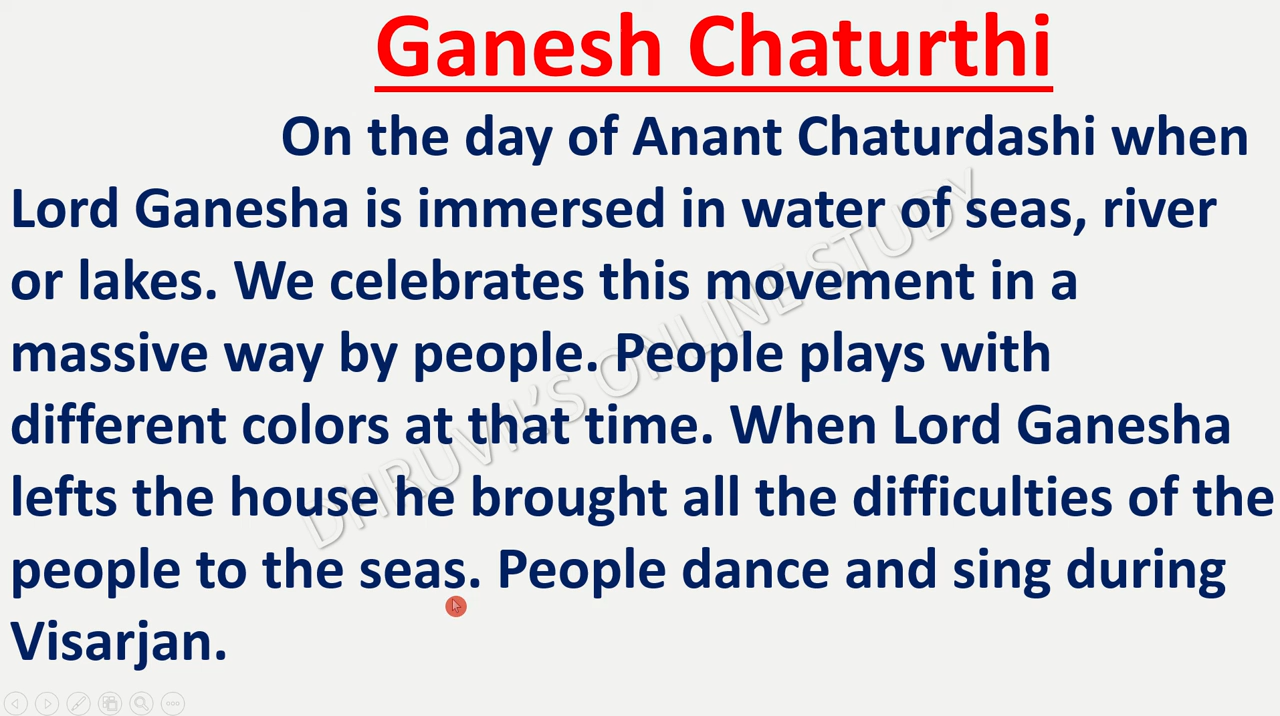 Ganesh Chaturthi
On the day of Anant Chaturdashi when
Lord Ganesha is immersed in water of seas, river
or lakes. We celebrates this movement in a
massive way by people. People plays with
different colors at that time. When Lord Ganesha
lefts the house he brought all the difficulties of the
people to the seas. People dance and sing during
Visarjan.
DHRUVIK'S ONLINE STUDY